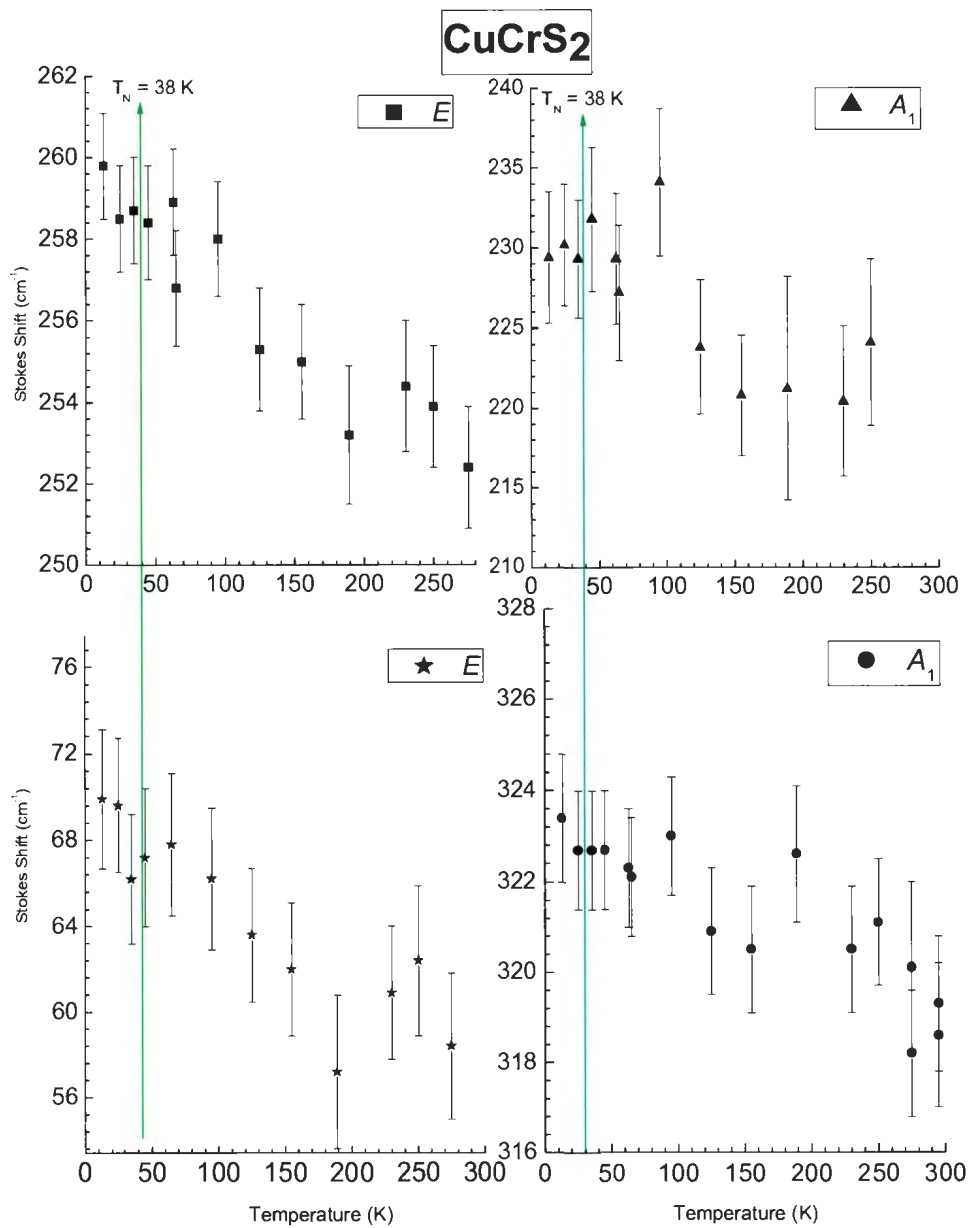 CuCrS2
262
260
258
256
254
252
250
Stokes Shift (cm-1)
TN = 38 K
E
0 50 100 150 200 250
240
235
230
225
220
215
210
TN = 38 K
A1
0 50 100 150 200 250 300
76
72
68
64
60
56
Stokes Shift (cm-1)
E
0 50 100 150 200 250 300
Temperature (K)
328
326
324
322
320
318
316
A1
0 50 100 150 200 250 300
Temperature (K)